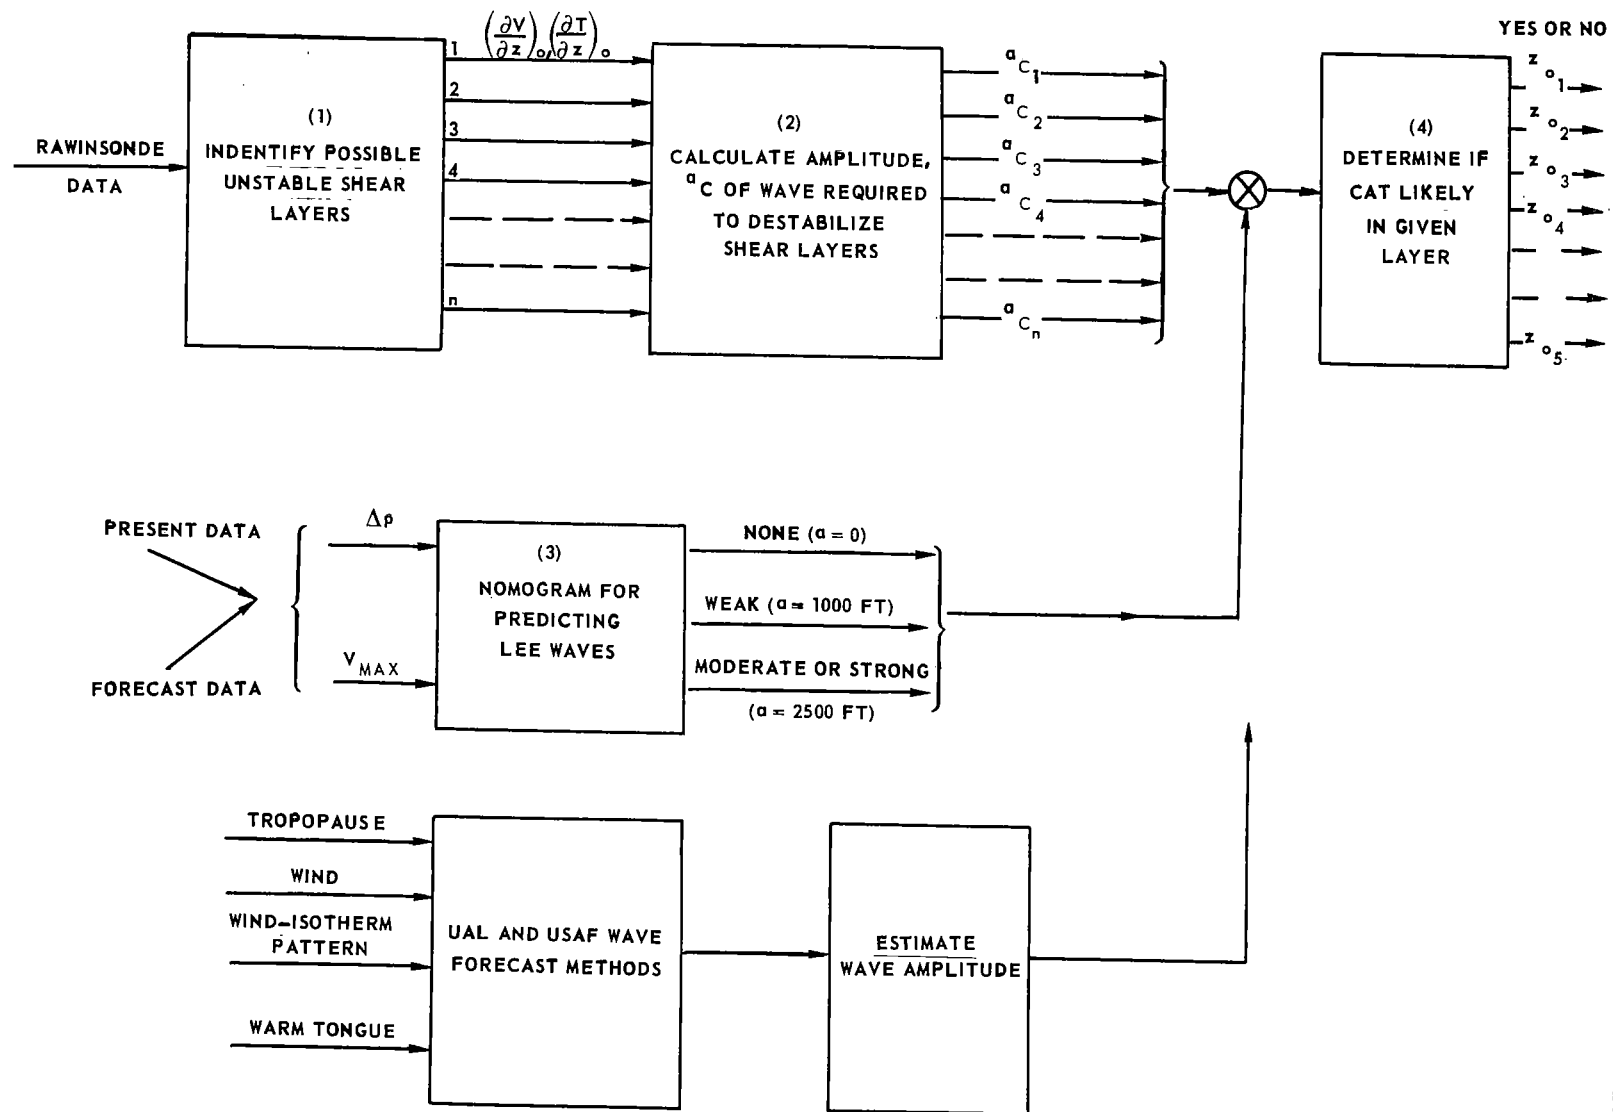 YES OR NO
RAWINSONDE
DATA
(1)
INDENTIFY POSSIBLE
UNSTABLE SHEAR
LAYERS
1
2
3
4
n
(∂V/∂z)o, (∂T/∂z)o
(2)
CALCULATE AMPLITUDE,
aC OF WAVE REQUIRED
TO DESTABILIZE
SHEAR LAYERS
aC1
aC2
aC3
aC4
aCn
(4)
DETERMINE IF
CAT LIKELY
IN GIVEN
LAYER
zo1
zo2
zo3
zo4
zo5
PRESENT DATA
FORECAST DATA
Δp
VMAX
(3)
NOMOGRAM FOR
PREDICTING
LEE WAVES
NONE (a = 0)
WEAK (a = 1000 FT)
MODERATE OR STRONG
(a = 2500 FT)
TROPOPAUSE
WIND
WIND–ISOTHERM
PATTERN
WARM TONGUE
UAL AND USAF WAVE
FORECAST METHODS
ESTIMATE
WAVE AMPLITUDE